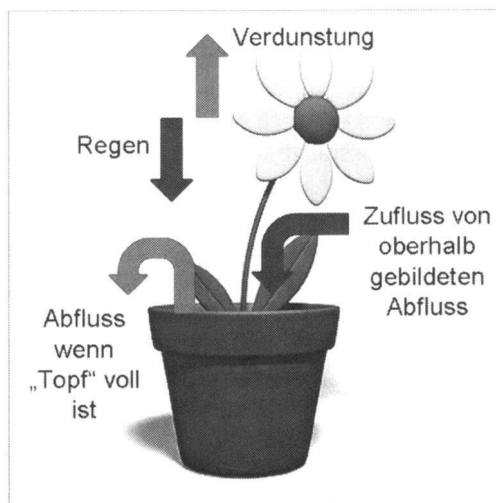 Verdunstung
Regen
Zufluss von
oberhalb
gebildeten
Abfluss
Abfluss
wenn
„Topf“ voll
ist